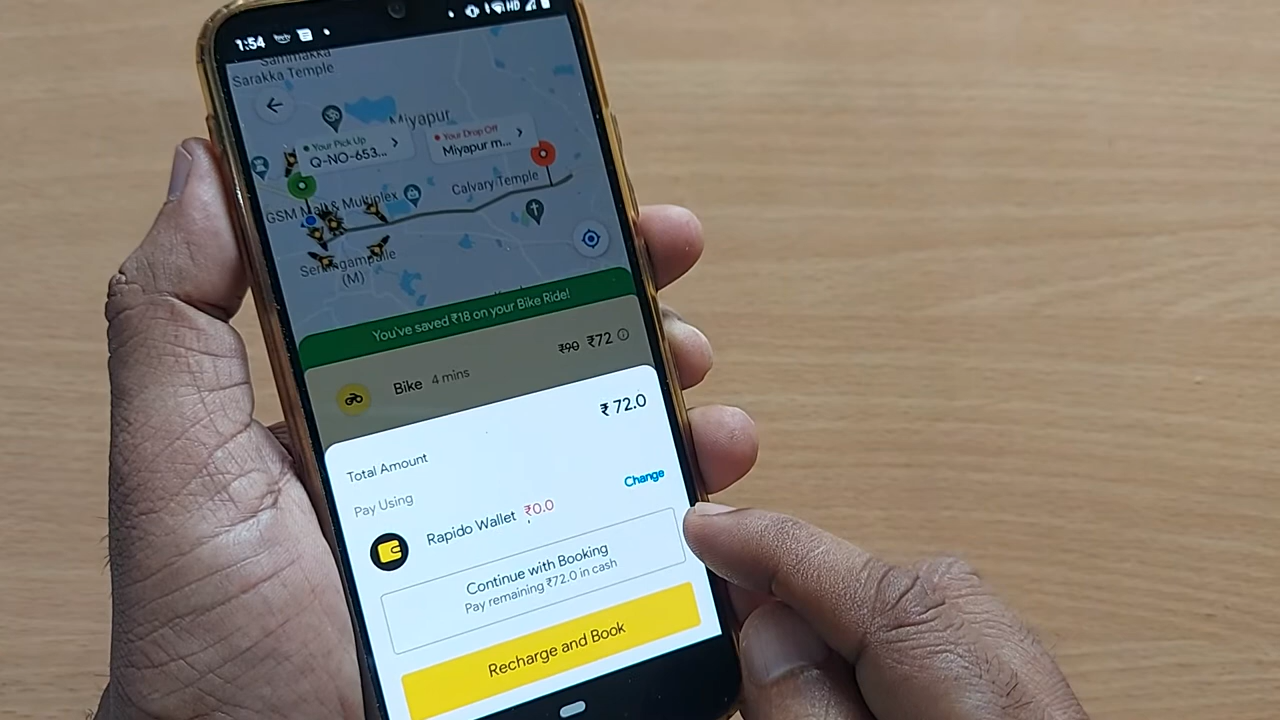 1:54
HD
Sammakka
Sarakka Temple
Miyapur
Your Pick Up
Q-NO-653...
Your Drop Off
Miyapur m...
Calvary Temple
GSM Mall & Multiplex
Serilingampalle
(M)
You've saved ₹18 on your Bike Ride!
Bike 4 mins ₹90 ₹72
₹ 72.0
Total Amount
Pay Using
Change
Rapido Wallet ₹0.0
Continue with Booking
Pay remaining ₹72.0 in cash
Recharge and Book